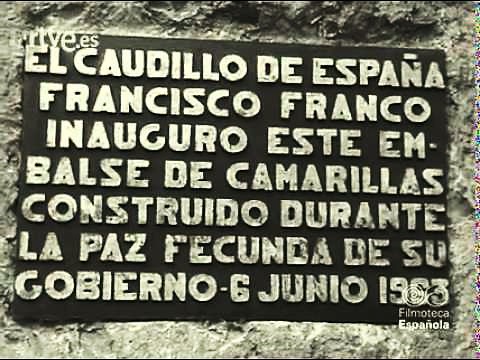 rtve.es
EL CAUDILLO DE ESPAÑA
FRANCISCO FRANCO
INAUGURO ESTE EM-
BALSE DE CAMARILLAS
CONSTRUIDO DURANTE
LA PAZ FECUNDA DE SU
GOBIERNO-6 JUNIO 1963
Filmoteca
Española